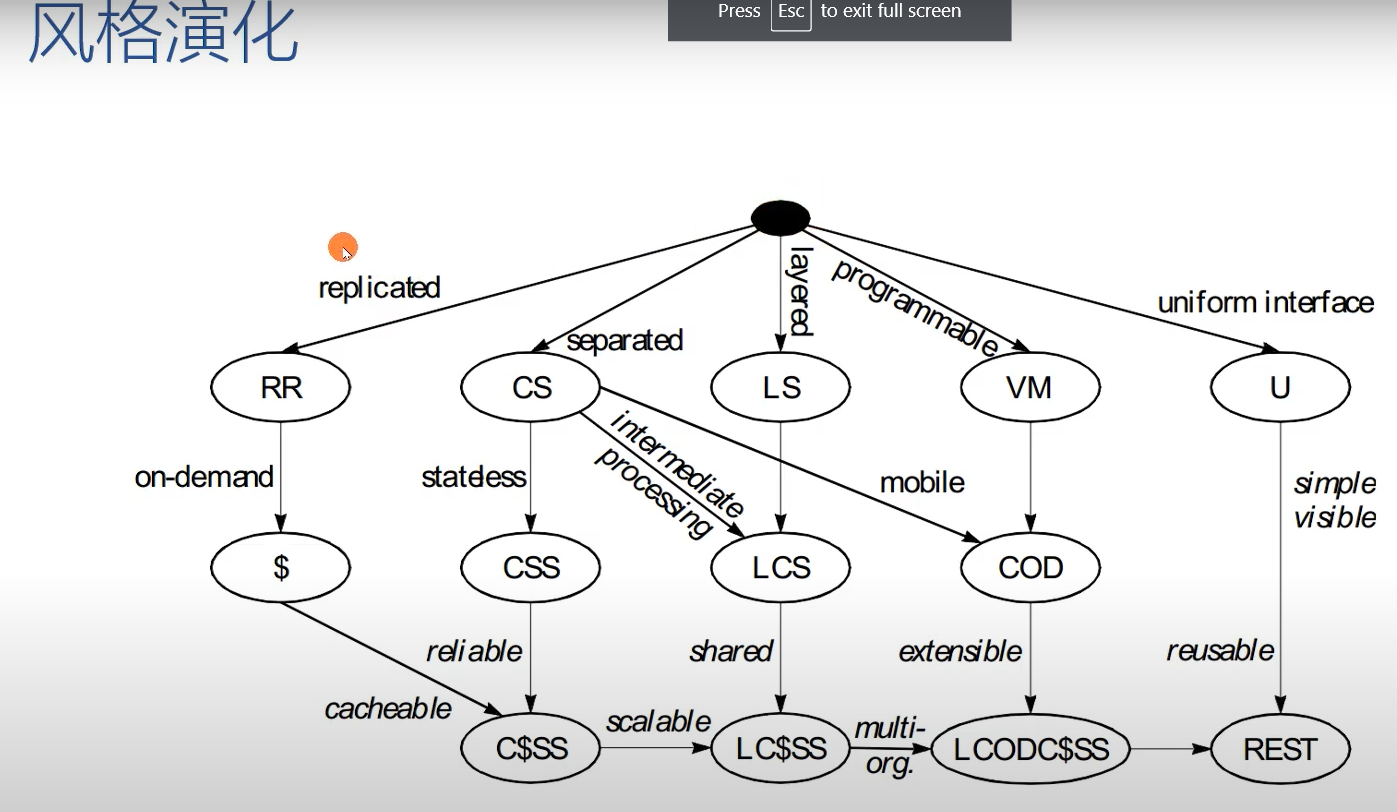 风格演化
Press Esc to exit full screen
replicated
separated
layered
programmable
uniform interface
RR
CS
LS
VM
U
on-demand
stateless
intermediate
processing
mobile
simple
visible
$
CSS
LCS
COD
cacheable
reliable
shared
extensible
reusable
C$SS
scalable
LC$SS
multi-
org.
LCODC$SS
REST